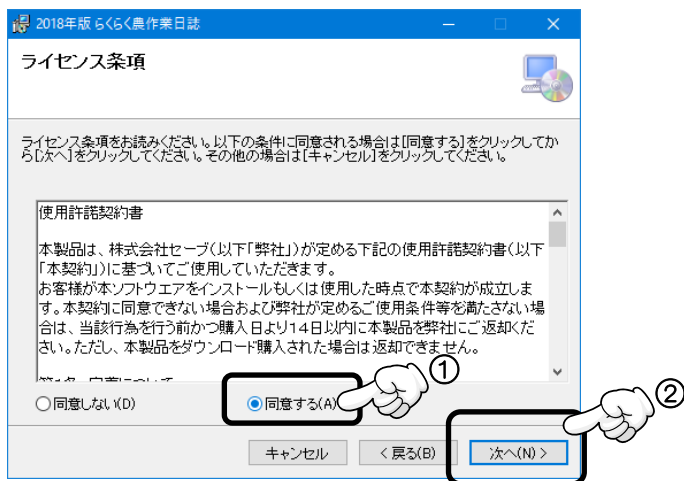 2018年版 らくらく農作業日誌
ライセンス条項
ライセンス条項をお読みください。以下の条件に同意される場合は[同意する]をクリックしてか
ら[次へ]をクリックしてください。その他の場合は[キャンセル]をクリックしてください。
使用許諾契約書
本製品は、株式会社セーブ(以下「弊社」)が定める下記の使用許諾契約書(以下
「本契約」)に基づいてご使用していただきます。
お客様が本ソフトウエアをインストールもしくは使用した時点で本契約が成立しま
す。本契約に同意できない場合および弊社が定めるご使用条件等を満たさない場
合は、当該行為を行う前かつ購入日より14日以内に本製品を弊社にご返却くだ
さい。ただし、本製品をダウンロード購入された場合は返却できません。
①
同意しない(D)
同意する(A)
②
キャンセル
< 戻る(B)
次へ(N) >